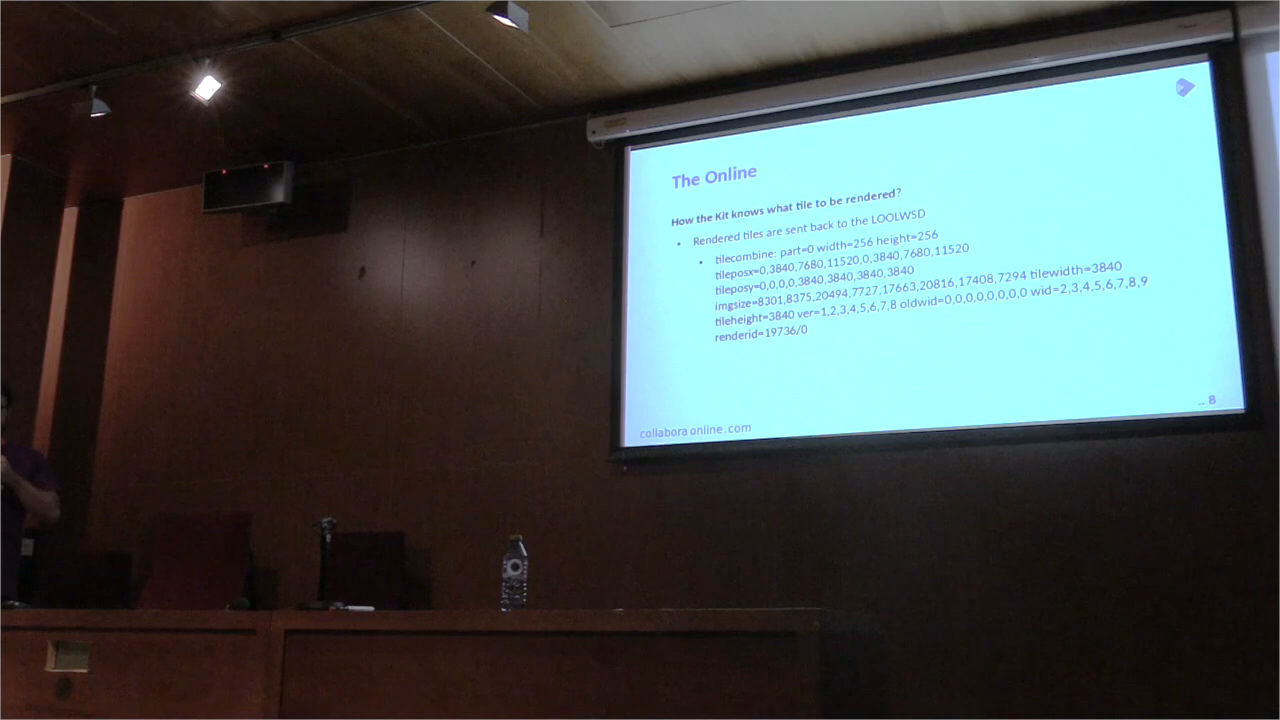 The Online
How the Kit knows what tile to be rendered?
• Rendered tiles are sent back to the LOOLWSD
• tilecombine: part=0 width=256 height=256
tileposx=0,3840,7680,11520,0,3840,7680,11520
tileposy=0,0,0,0,3840,3840,3840,3840
imgsize=8301,8375,20494,7727,17663,20816,17408,7294 tilewidth=3840
tileheight=3840 ver=1,2,3,4,5,6,7,8 oldwid=0,0,0,0,0,0,0,0 wid=2,3,4,5,6,7,8,9
renderid=19736/0
collaboraonline.com
... 8